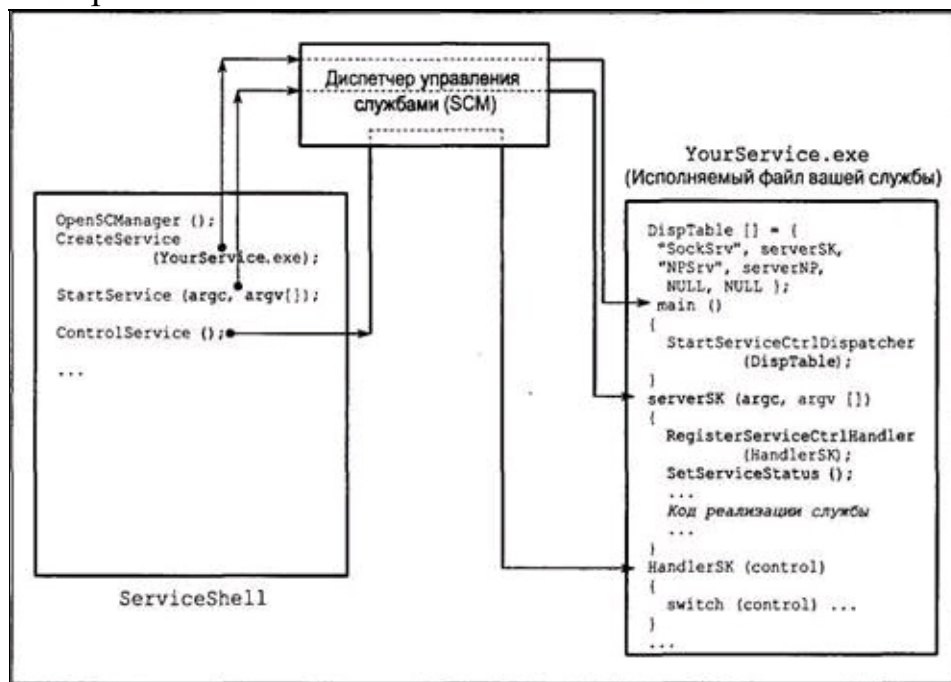 Диспетчер управления
службами (SCM)
YourService.exe
(Исполняемый файл вашей службы)
OpenSCManager ();
CreateService
(YourService.exe);
StartService (argc, argv[]);
ControlService ();
...
ServiceShell
DispTable [] = {
"SockSrv", serverSK,
"NPSrv", serverNP,
NULL, NULL };
main ()
{
StartServiceCtrlDispatcher
(DispTable);
}
serverSK (argc, argv [])
{
RegisterServiceCtrlHandler
(HandlerSK);
SetServiceStatus ();
...
Код реализации службы
...
}
HandlerSK (control)
{
switch (control) ...
}
...